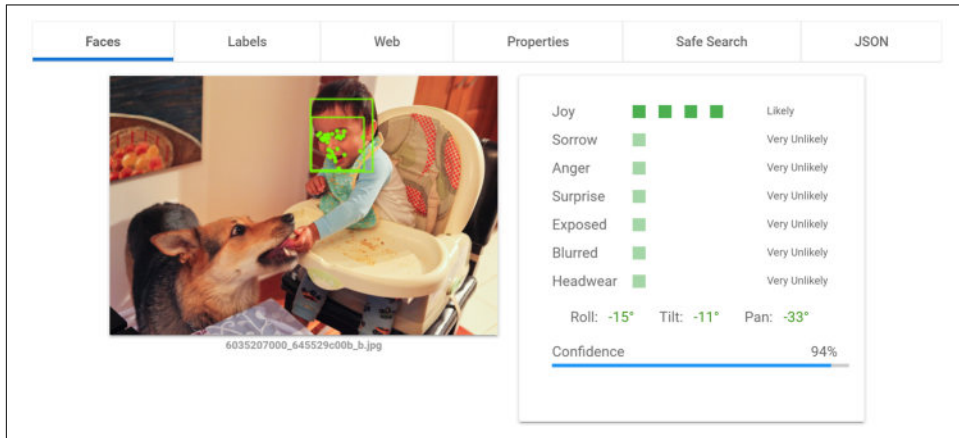 Faces Labels Web Properties Safe Search JSON
6035207000_645529c00b_b.jpg
Joy Likely
Sorrow Very Unlikely
Anger Very Unlikely
Surprise Very Unlikely
Exposed Very Unlikely
Blurred Very Unlikely
Headwear Very Unlikely
Roll: -15° Tilt: -11° Pan: -33°
Confidence 94%